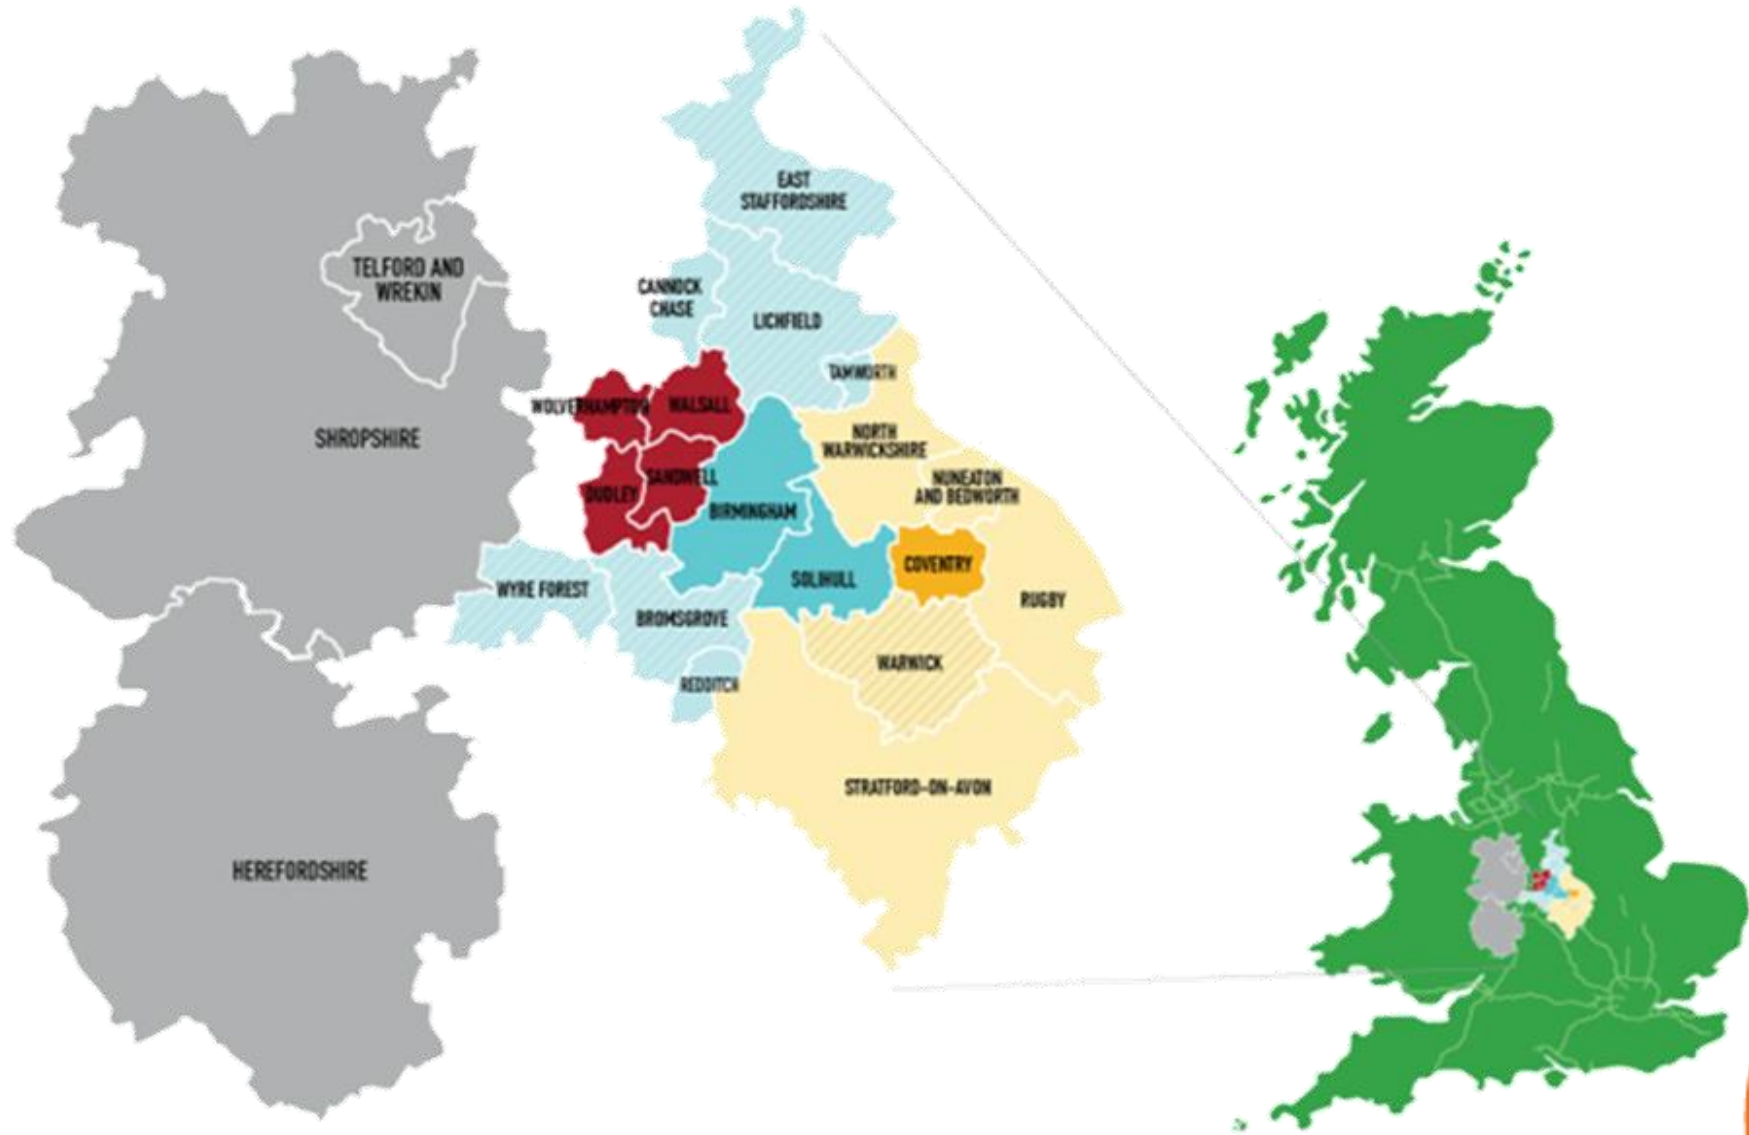 EAST
STAFFORDSHIRE
TELFORD AND
WREKIN
CANNOCK
CHASE
LICHFIELD
TAMWORTH
WOLVERHAMPTON
WALSALL
SHROPSHIRE
NORTH
WARWICKSHIRE
SANDWELL
DUDLEY
NUNEATON
AND BEDWORTH
BIRMINGHAM
COVENTRY
SOLIHULL
WYRE FOREST
RUGBY
BROMSGROVE
WARWICK
REDDITCH
STRATFORD-ON-AVON
HEREFORDSHIRE